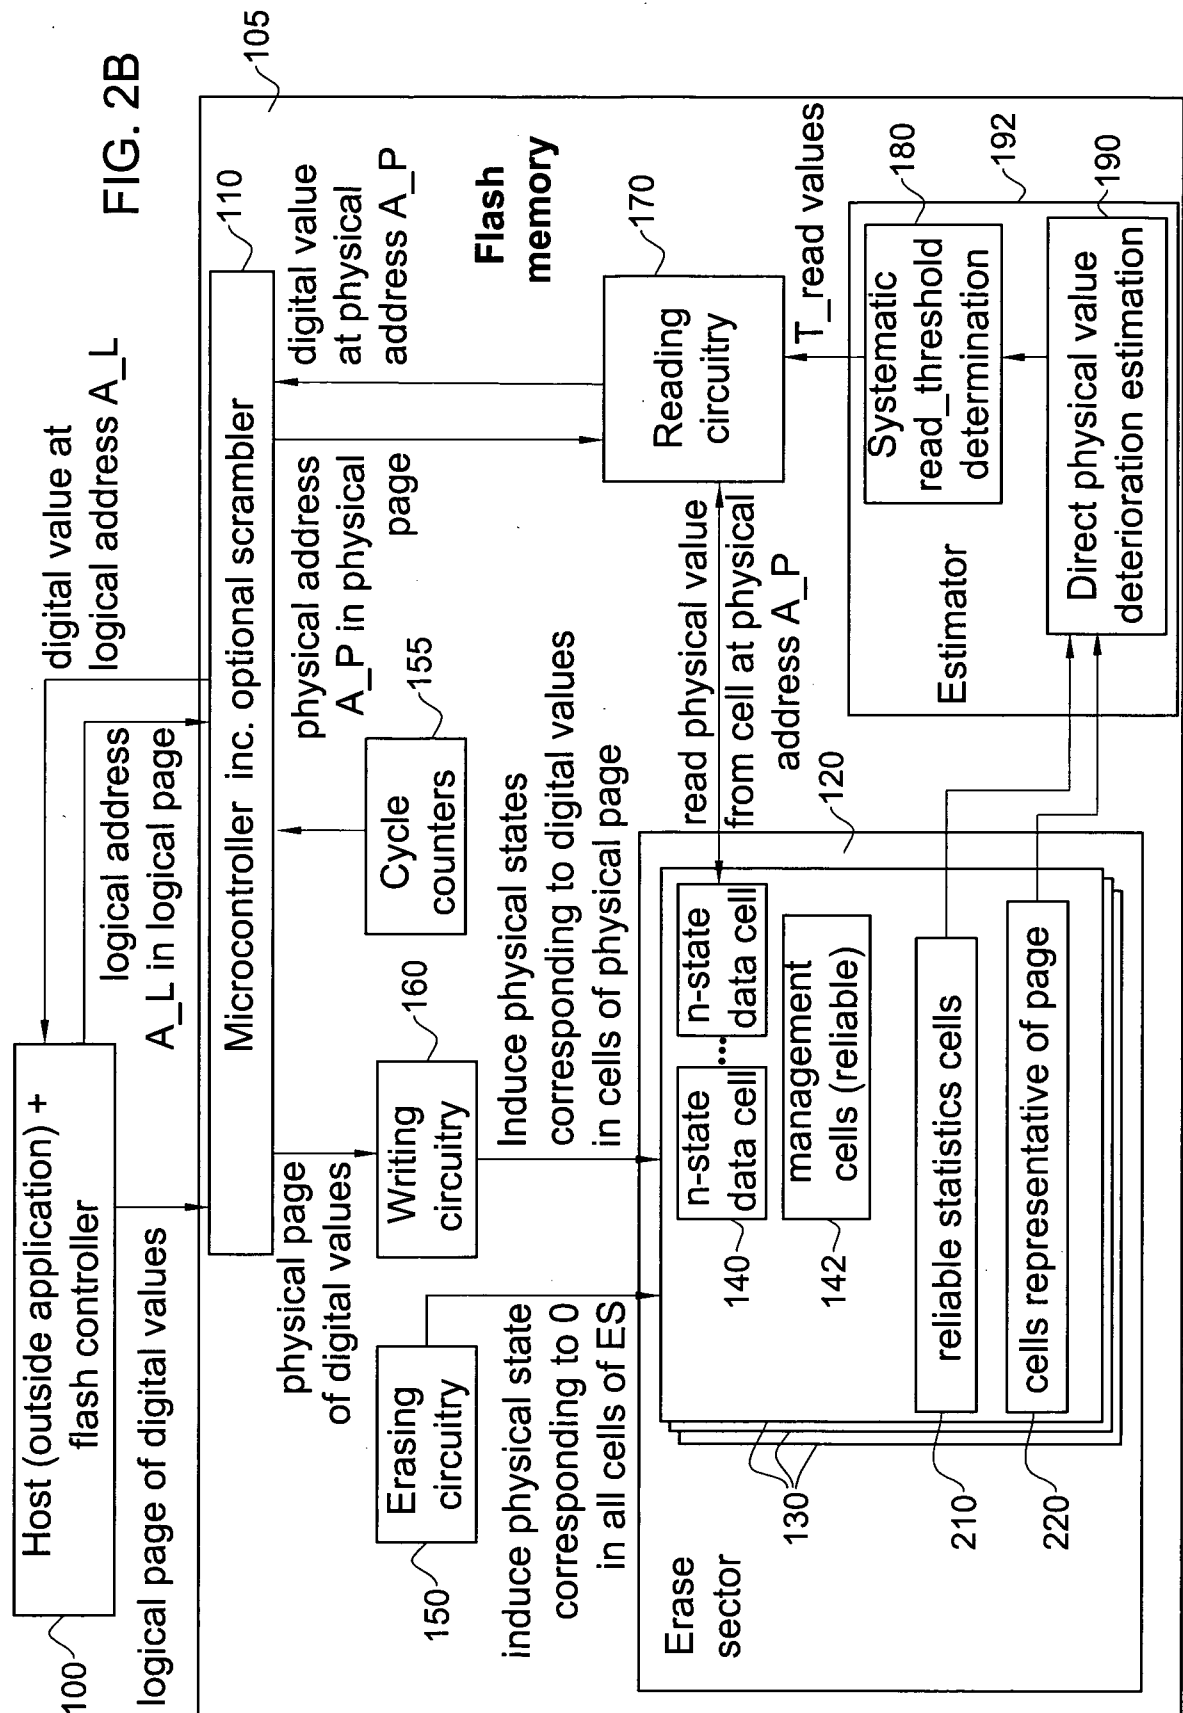 FIG. 2B
Host (outside application) +
flash controller
100
digital value at
logical address A_L
logical address
A_L in logical page
logical page of digital values
105
110
Microcontroller inc. optional scrambler
Flash
memory
digital value
at physical
address A_P
physical address
A_P in physical
page
155
Cycle
counters
physical page
of digital values
160
Writing
circuitry
150
Erasing
circuitry
170
Reading
circuitry
Induce physical states
corresponding to digital values
in cells of physical page
induce physical state
corresponding to 0
in all cells of ES
read physical value
from cell at physical
address A_P
T_read values
120
Erase
sector
130
n-state
data cell
n-state
data cell
140
management
cells (reliable)
142
reliable statistics cells
210
cells representative of page
220
180
Systematic
read_threshold
determination
192
Estimator
190
Direct physical value
deterioration estimation